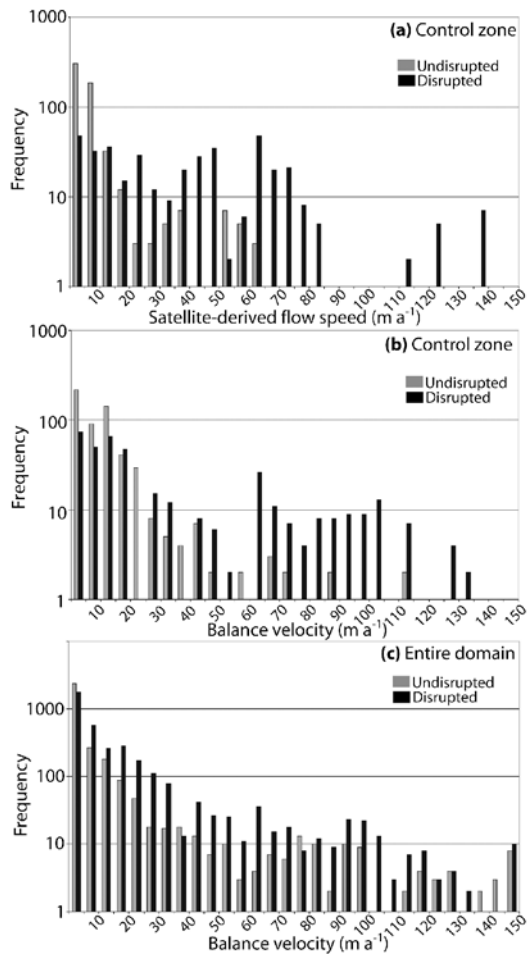 1000
(a) Control zone
Undisrupted
Disrupted
100
Frequency
10
1
10 20 30 40 50 60 70 80 90 100 110 120 130 140 150
Satellite-derived flow speed (m a⁻¹)
1000
(b) Control zone
Undisrupted
Disrupted
100
Frequency
10
1
10 20 30 40 50 60 70 80 90 100 110 120 130 140 150
Balance velocity (m a⁻¹)
(c) Entire domain
Undisrupted
Disrupted
1000
Frequency
100
10
1
10 20 30 40 50 60 70 80 90 100 110 120 130 140 150
Balance velocity (m a⁻¹)